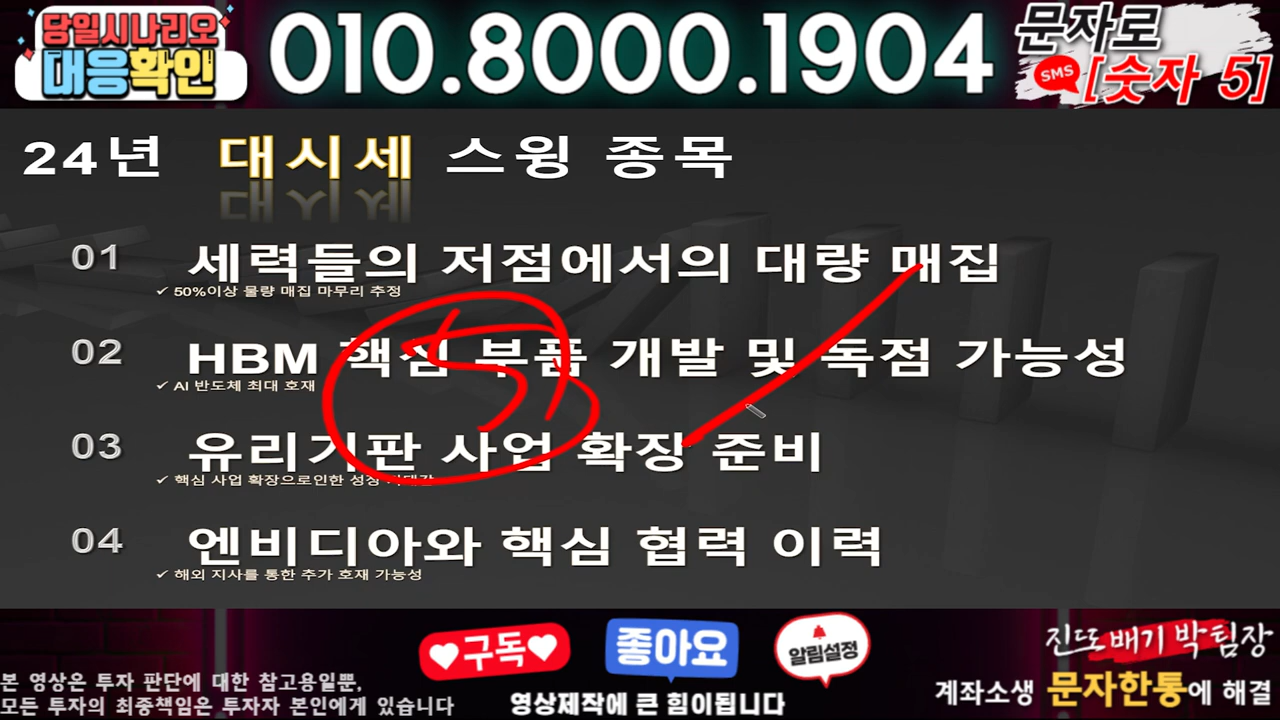 당일시나리오
대응확인
010.8000.1904
문자로
SMS
[숫자 5]
24년 대시세 스윙 종목
01 세력들의 저점에서의 대량 매집
✓ 50%이상 물량 매집 마무리 추정
02 HBM 핵심 부품 개발 및 독점 가능성
✓ AI 반도체 최대 호재
5
03 유리기판 사업 확장 준비
✓ 핵심 사업 확장으로인한 성장 기대감
04 엔비디아와 핵심 협력 이력
✓ 해외 지사를 통한 추가 호재 가능성
구독
좋아요
알림설정
영상제작에 큰 힘이됩니다
본 영상은 투자 판단에 대한 참고용일뿐,
모든 투자의 최종책임은 투자자 본인에게 있습니다
진또배기 박팀장
계좌소생 문자한통에 해결